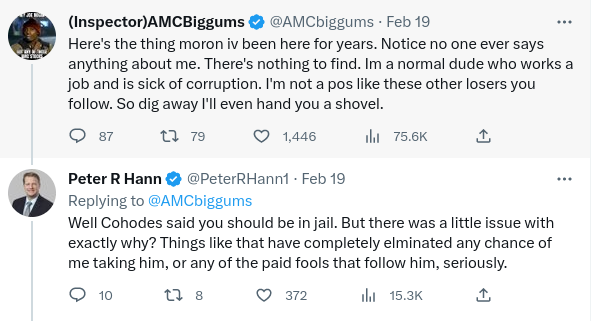 (Inspector)AMCBiggums @AMCbiggums · Feb 19
Here's the thing moron iv been here for years. Notice no one ever says
anything about me. There's nothing to find. Im a normal dude who works a
job and is sick of corruption. I'm not a pos like these other losers you
follow. So dig away I'll even hand you a shovel.
87 79 1,446 75.6K
Peter R Hann @PeterRHann1 · Feb 19
Replying to @AMCbiggums
Well Cohodes said you should be in jail. But there was a little issue with
exactly why? Things like that have completely elminated any chance of
me taking him, or any of the paid fools that follow him, seriously.
10 8 372 15.3K